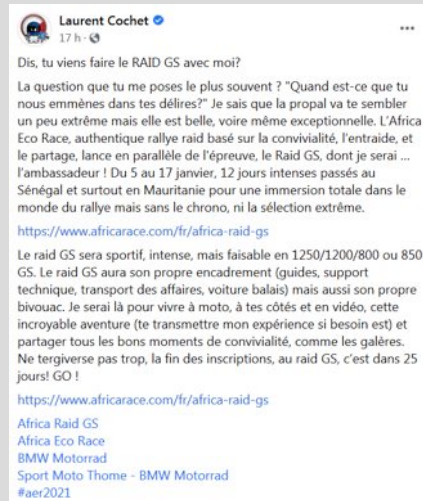 Laurent Cochet
17 h ·
Dis, tu viens faire le RAID GS avec moi?
La question que tu me poses le plus souvent ? "Quand est-ce que tu
nous emmènes dans tes délires?" Je sais que la propal va te sembler
un peu extrême mais elle est belle, voire même exceptionnelle. L'Africa
Eco Race, authentique rallye raid basé sur la convivialité, l'entraide, et
le partage, lance en parallèle de l'épreuve, le Raid GS, dont je serai ...
l'ambassadeur ! Du 5 au 17 janvier, 12 jours intenses passés au
Sénégal et surtout en Mauritanie pour une immersion totale dans le
monde du rallye mais sans le chrono, ni la sélection extrême.
https://www.africarace.com/fr/africa-raid-gs
Le raid GS sera sportif, intense, mais faisable en 1250/1200/800 ou 850
GS. Le raid GS aura son propre encadrement (guides, support
technique, transport des affaires, voiture balais) mais aussi son propre
bivouac. Je serai là pour vivre à moto, à tes côtés et en vidéo, cette
incroyable aventure (te transmettre mon expérience si besoin est) et
partager tous les bons moments de convivialité, comme les galères.
Ne tergiverse pas trop, la fin des inscriptions, au raid GS, c'est dans 25
jours! GO !
https://www.africarace.com/fr/africa-raid-gs
Africa Raid GS
Africa Eco Race
BMW Motorrad
Sport Moto Thome - BMW Motorrad
#aer2021